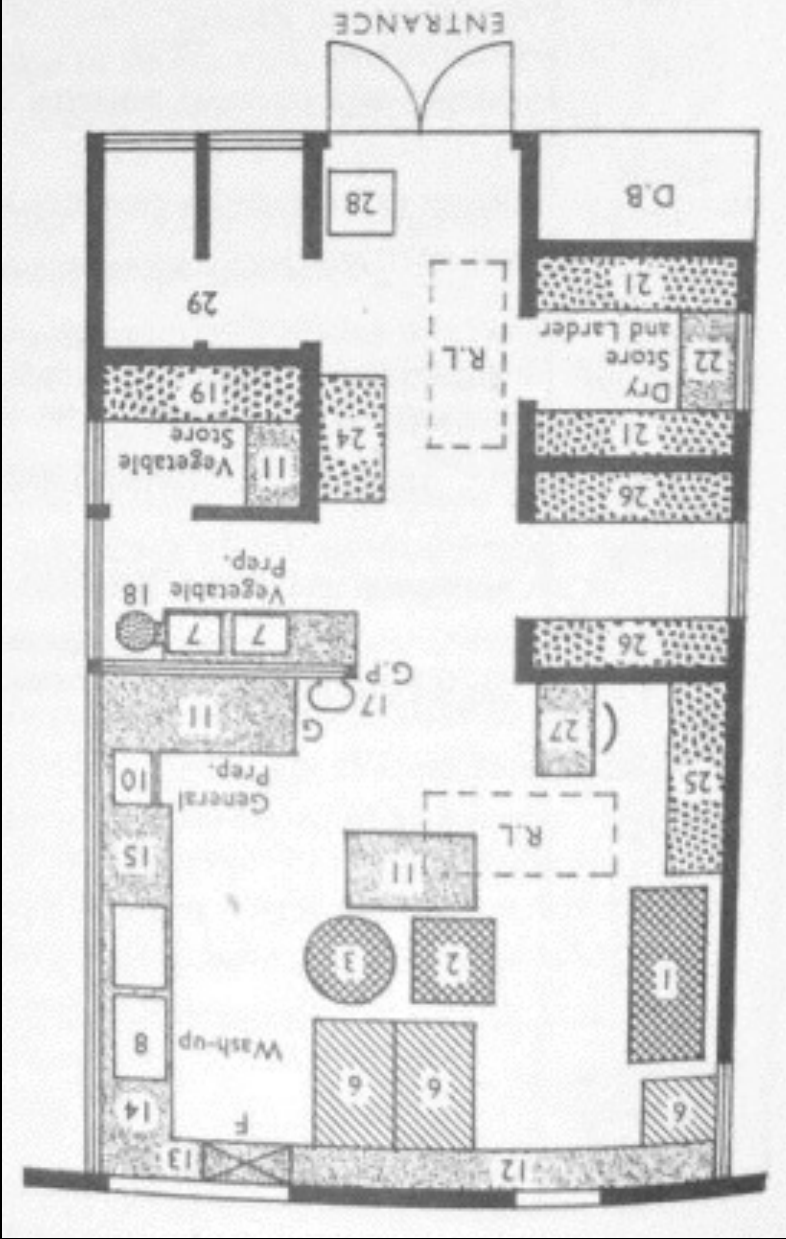 12
13
F
6
6
6
14
Wash-up
8
1
2
3
11
15
R.L
25
General
Prep.
10
27
17
G
11
G.P
26
7
7
18
Vegetable
Prep.
26
11
Vegetable
Store
24
21
19
22
Dry
Store
and Larder
R.L
29
21
28
D.B
ENTRANCE